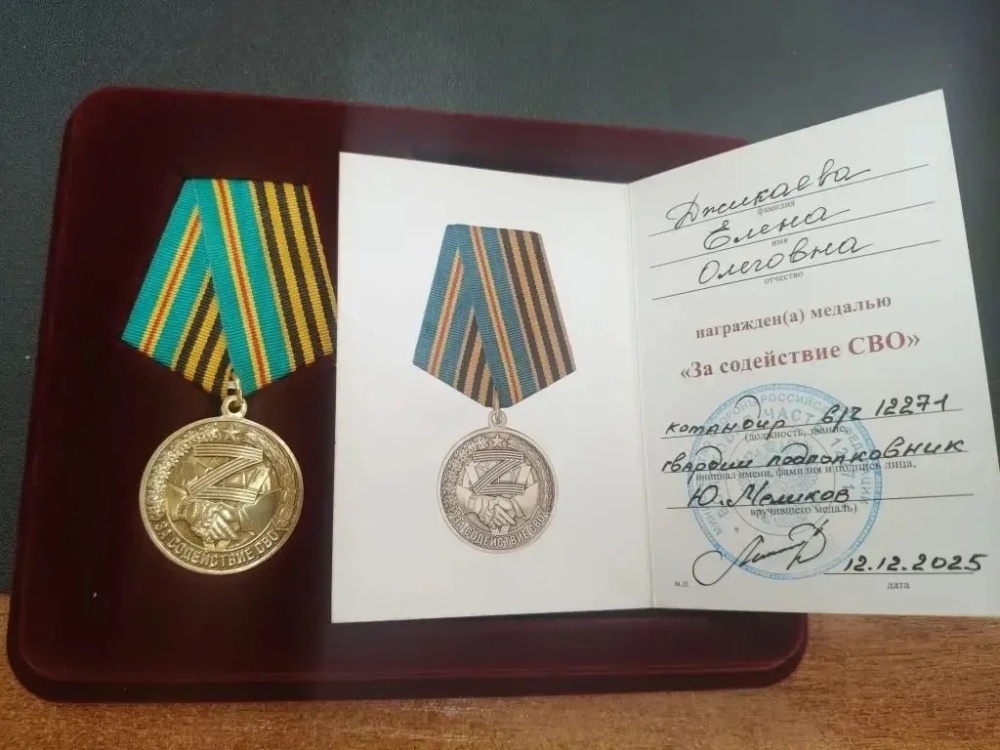 ЗА СОДЕЙСТВИЕ СВО
ЗА СОДЕЙСТВИЕ СВО
Джикаева
фамилия
Елена
имя
Олеговна
отчество
награжден(а) медалью
«За содействие СВО»
командир в/ч 12271
(должность, звание,
гвардии подполковник
инициал имени, фамилия и подпись лица,
Ю. Меликов
вручившего медаль)
12.12.2025
м.п.
дата